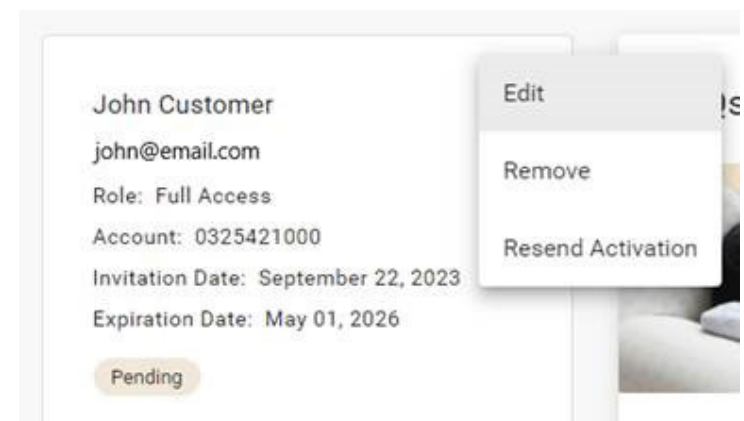 John Customer
john@email.com
Role: Full Access
Account: 0325421000
Invitation Date: September 22, 2023
Expiration Date: May 01, 2026
Pending
Edit
Remove
Resend Activation